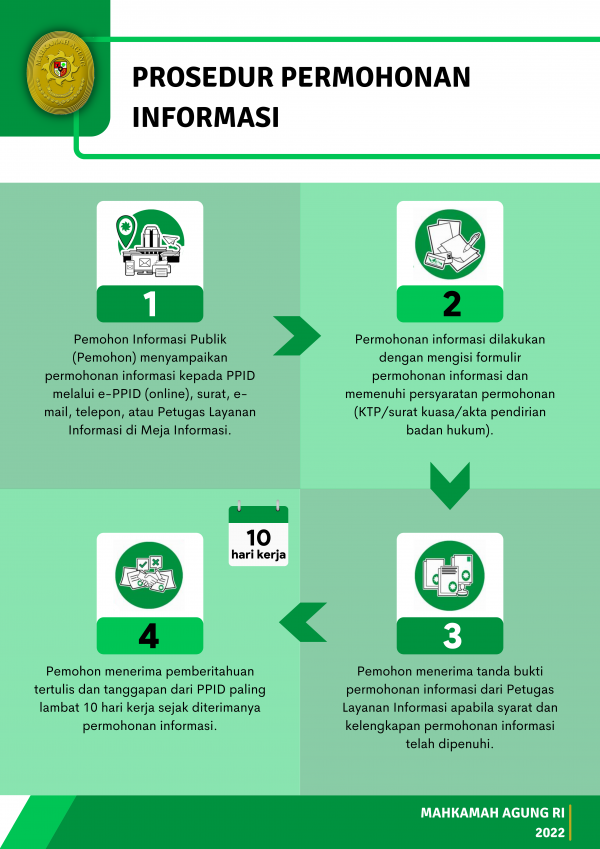 MAHKAMAH AGUNG
PROSEDUR PERMOHONAN
INFORMASI
1
Pemohon Informasi Publik
(Pemohon) menyampaikan
permohonan informasi kepada PPID
melalui e-PPID (online), surat, e-
mail, telepon, atau Petugas Layanan
Informasi di Meja Informasi.
2
Permohonan informasi dilakukan
dengan mengisi formulir
permohonan informasi dan
memenuhi persyaratan permohonan
(KTP/surat kuasa/akta pendirian
badan hukum).
3
Pemohon menerima tanda bukti
permohonan informasi dari Petugas
Layanan Informasi apabila syarat dan
kelengkapan permohonan informasi
telah dipenuhi.
10
hari kerja
4
Pemohon menerima pemberitahuan
tertulis dan tanggapan dari PPID paling
lambat 10 hari kerja sejak diterimanya
permohonan informasi.
MAHKAMAH AGUNG RI
2022